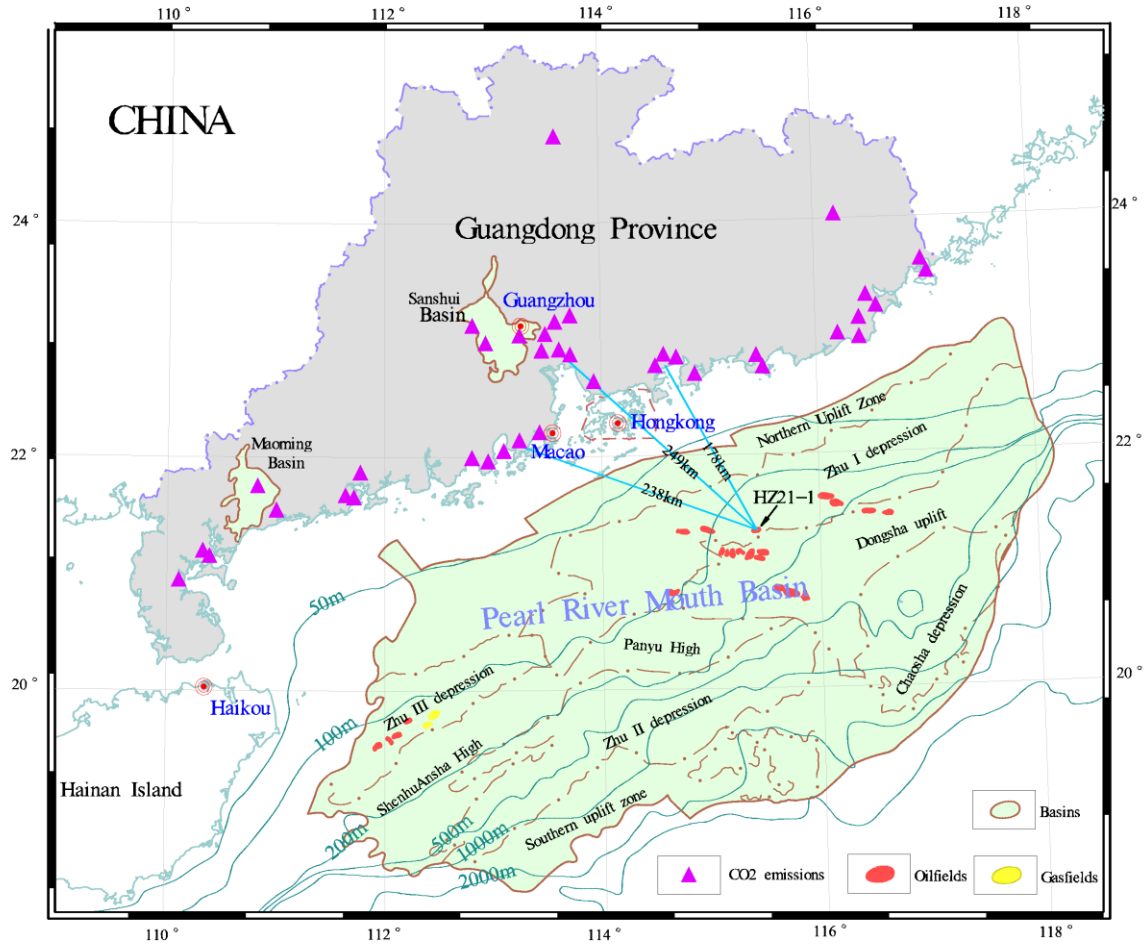 110 °
112 °
114 °
116 °
118 °
CHINA
24 °
24 °
Guangdong Province
Sanshui
Basin
Guangzhou
Hongkong
Macao
Maoming
Basin
22 °
22 °
Northern Uplift Zone
Zhu I depression
178km
249km
238km
HZ21-1
Dongsha uplift
50m
Pearl River Mouth Basin
Panyu High
Chaosha depression
20 °
20 °
Haikou
100m
Zhu III depression
Zhu II depression
ShenhuAnsha High
Hainan Island
200m
500m
1000m
2000m
Southern uplift zone
Basins
CO2 emissions
Oilfields
Gasfields
110 °
112 °
114 °
116 °
118 °